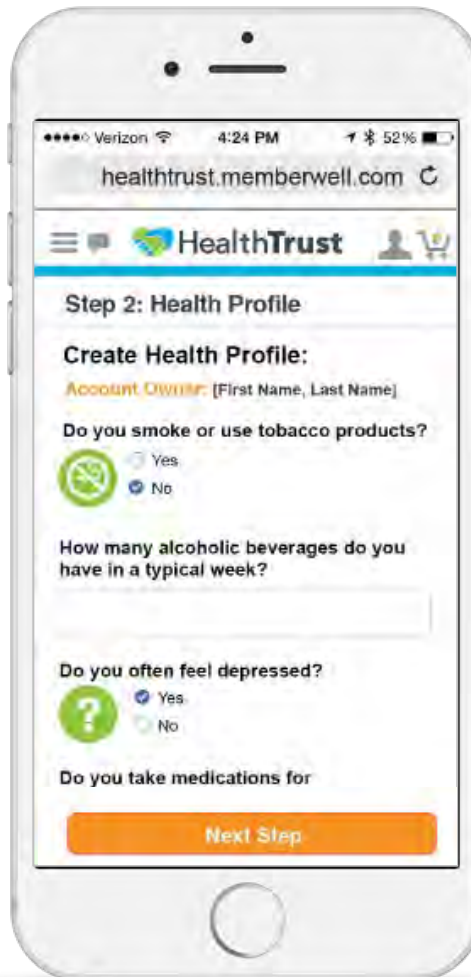 Verizon 4:24 PM 52%
healthtrust.memberwell.com
HealthTrust
Step 2: Health Profile
Create Health Profile:
Account Owner: [First Name, Last Name]
Do you smoke or use tobacco products?
Yes
No
How many alcoholic beverages do you
have in a typical week?
Do you often feel depressed?
?
Yes
No
Do you take medications for
Next Step